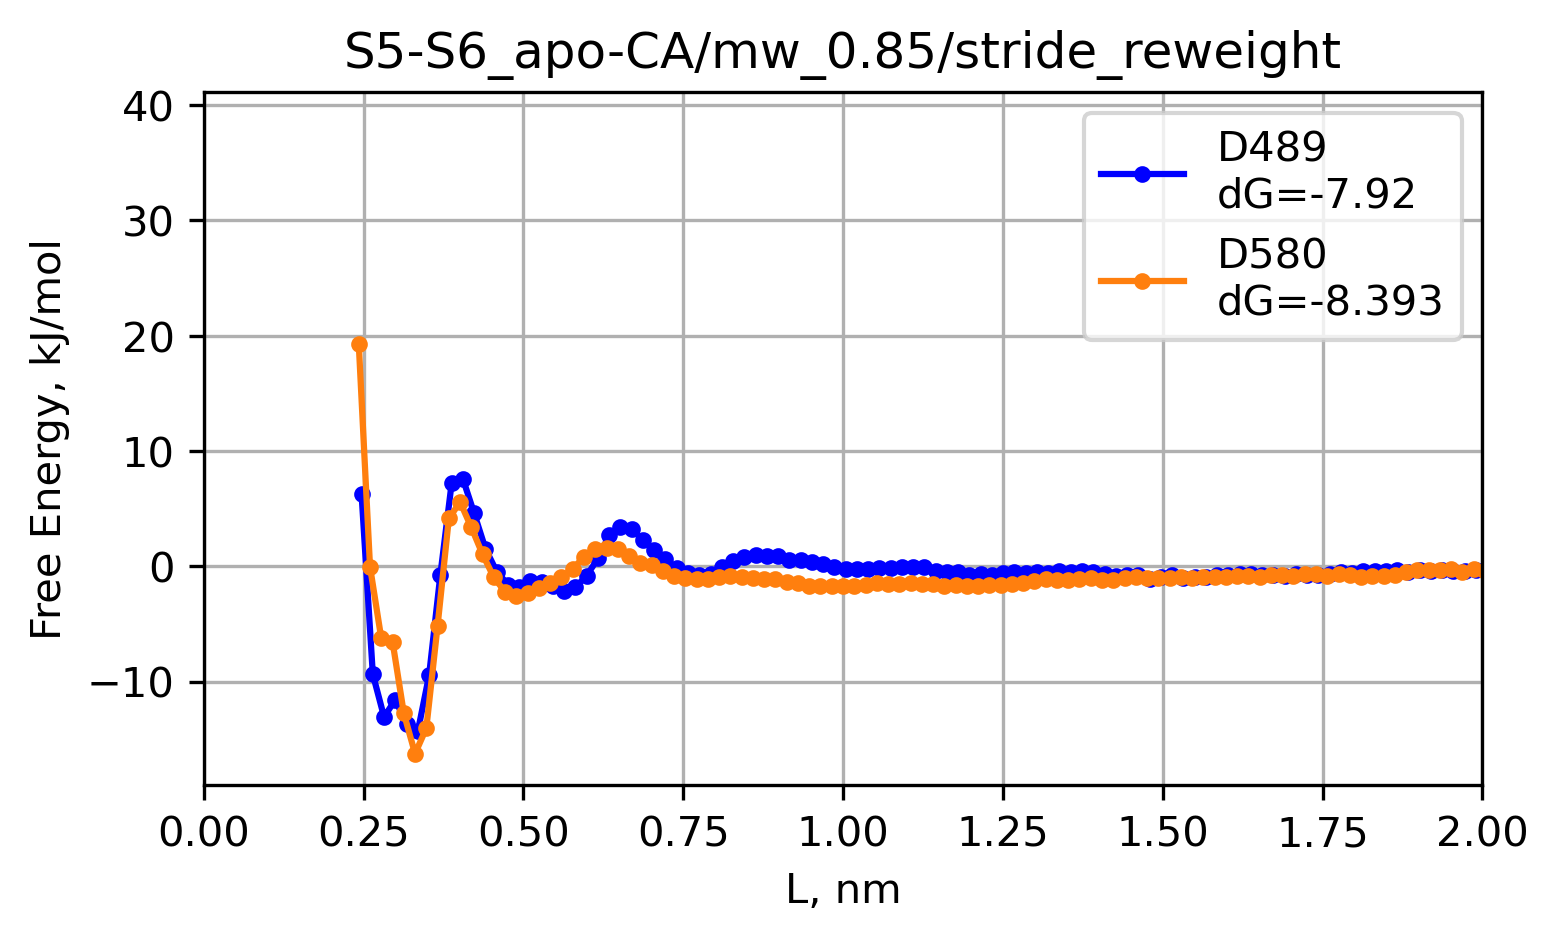 S5-S6_apo-CA/mw_0.85/stride_reweight
40
30
20
10
0
−10
Free Energy, kJ/mol
D489
dG=-7.92
D580
dG=-8.393
0.00 0.25 0.50 0.75 1.00 1.25 1.50 1.75 2.00
L, nm